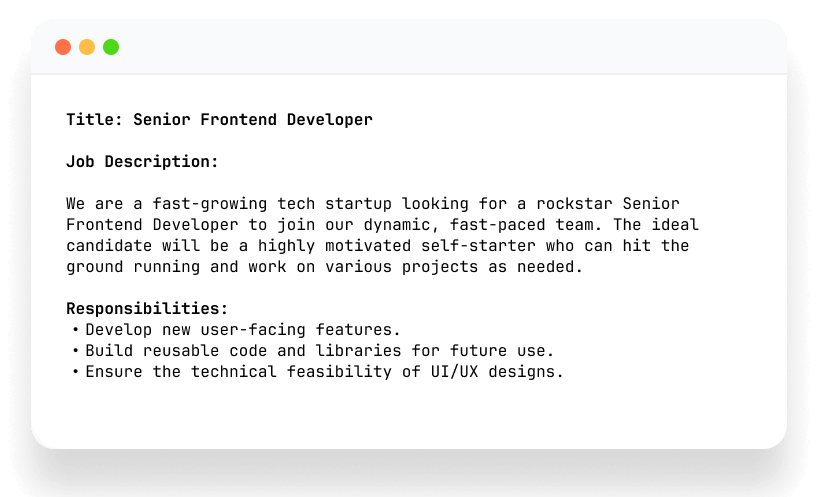 Title: Senior Frontend Developer
Job Description:
We are a fast-growing tech startup looking for a rockstar Senior
Frontend Developer to join our dynamic, fast-paced team. The ideal
candidate will be a highly motivated self-starter who can hit the
ground running and work on various projects as needed.
Responsibilities:
• Develop new user-facing features.
• Build reusable code and libraries for future use.
• Ensure the technical feasibility of UI/UX designs.